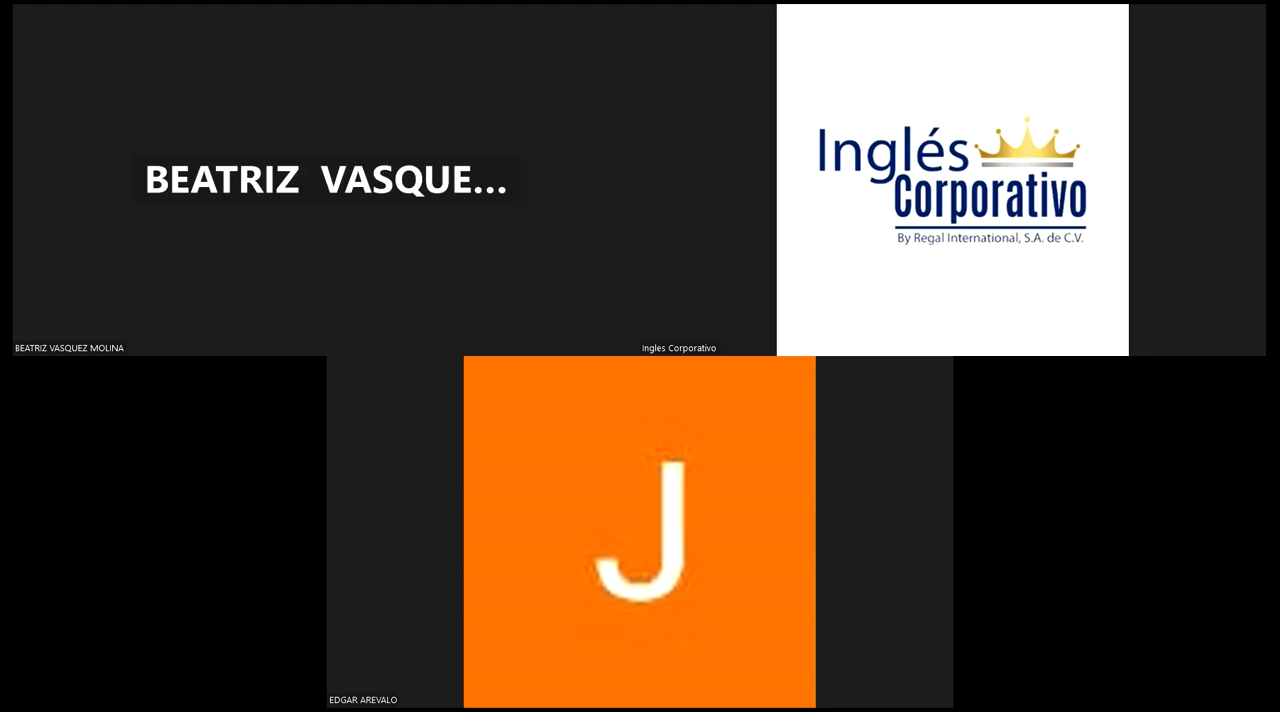 BEATRIZ VASQUE...
Inglés
Corporativo
By Regal International, S.A. de C.V.
BEATRIZ VASQUEZ MOLINA
Ingles Corporativo
J
EDGAR AREVALO